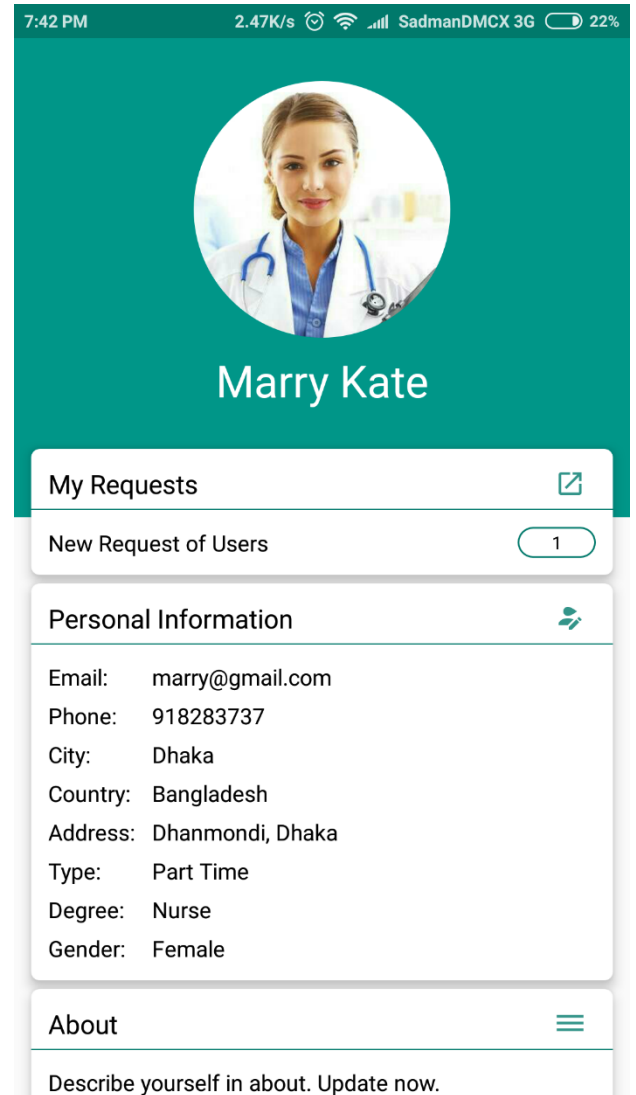 7:42 PM 2.47K/s SadmanDMCX 3G 22%
Marry Kate
My Requests
New Request of Users 1
Personal Information
Email: marry@gmail.com
Phone: 918283737
City: Dhaka
Country: Bangladesh
Address: Dhanmondi, Dhaka
Type: Part Time
Degree: Nurse
Gender: Female
About
Describe yourself in about. Update now.